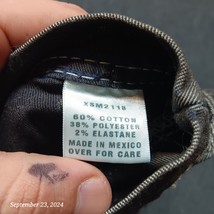 XSM2118
60% COTTON
38% POLYESTER
2% ELASTANE
MADE IN MEXICO
OVER FOR CARE
September 23, 2024